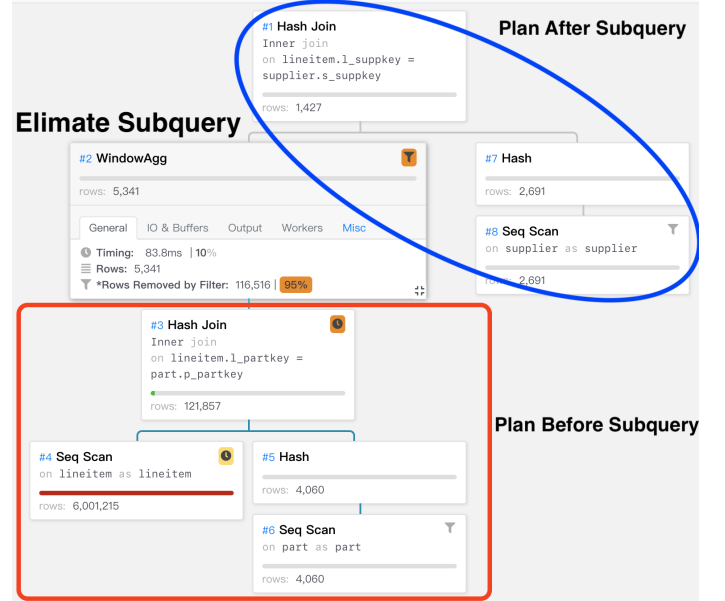 #1 Hash Join
Inner join
on lineitem.l_suppkey =
supplier.s_suppkey
rows: 1,427
Plan After Subquery
Elimate Subquery
#2 WindowAgg
rows: 5,341
General IO & Buffers Output Workers Misc
Timing: 83.8ms | 10%
Rows: 5,341
*Rows Removed by Filter: 116,516 | 95%
#7 Hash
rows: 2,691
#8 Seq Scan
on supplier as supplier
rows: 2,691
#3 Hash Join
Inner join
on lineitem.l_partkey =
part.p_partkey
rows: 121,857
Plan Before Subquery
#4 Seq Scan
on lineitem as lineitem
rows: 6,001,215
#5 Hash
rows: 4,060
#6 Seq Scan
on part as part
rows: 4,060